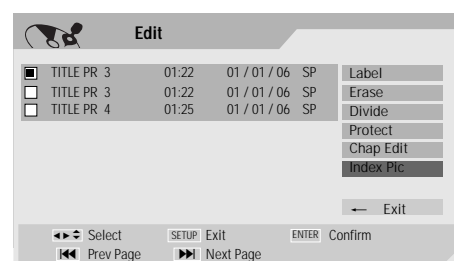 Edit
TITLE PR 3 01:22 01 / 01 / 06 SP
TITLE PR 3 01:22 01 / 01 / 06 SP
TITLE PR 4 01:25 01 / 01 / 06 SP
Label
Erase
Divide
Protect
Chap Edit
Index Pic
← Exit
Select SETUP Exit ENTER Confirm
Prev Page Next Page